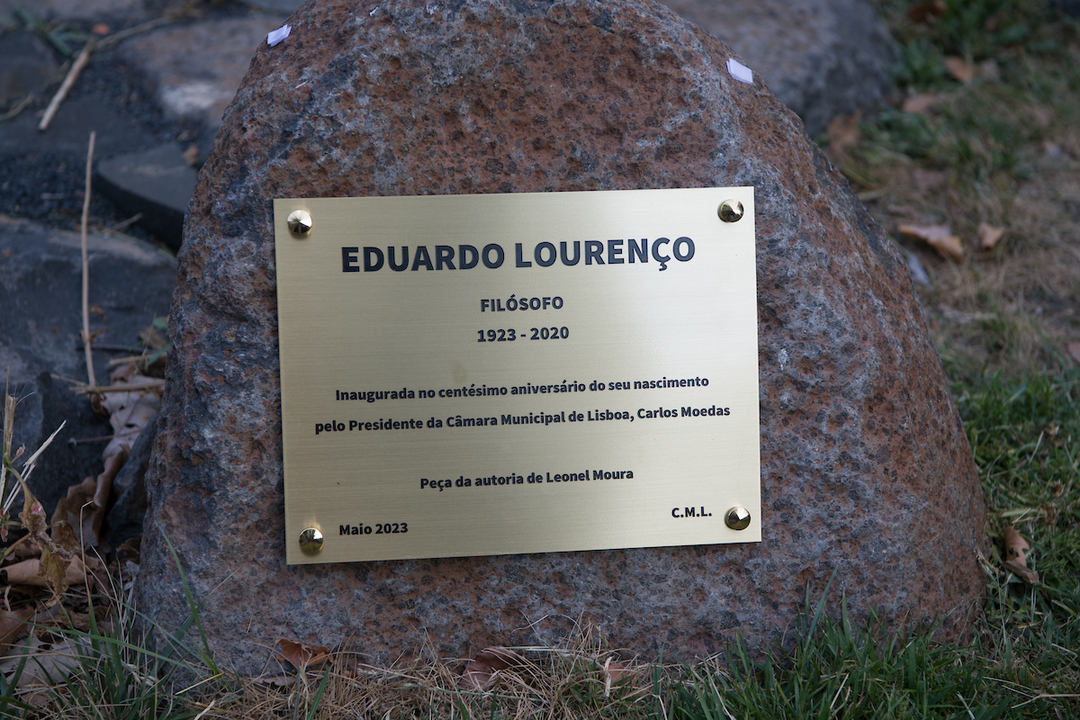 EDUARDO LOURENÇO
FILÓSOFO
1923 - 2020
Inaugurada no centésimo aniversário do seu nascimento
pelo Presidente da Câmara Municipal de Lisboa, Carlos Moedas
Peça da autoria de Leonel Moura
Maio 2023
C.M.L.